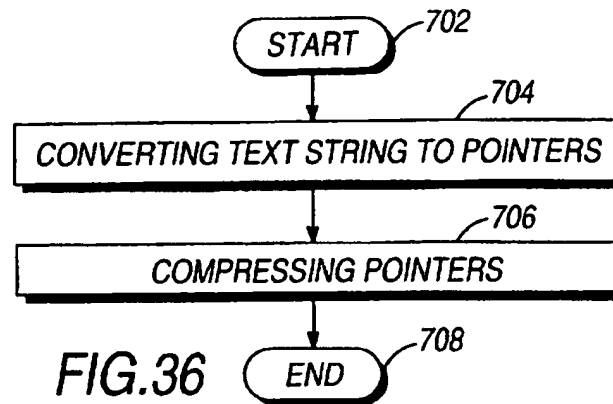 START
702
704
CONVERTING TEXT STRING TO POINTERS
706
COMPRESSING POINTERS
708
END
FIG.36